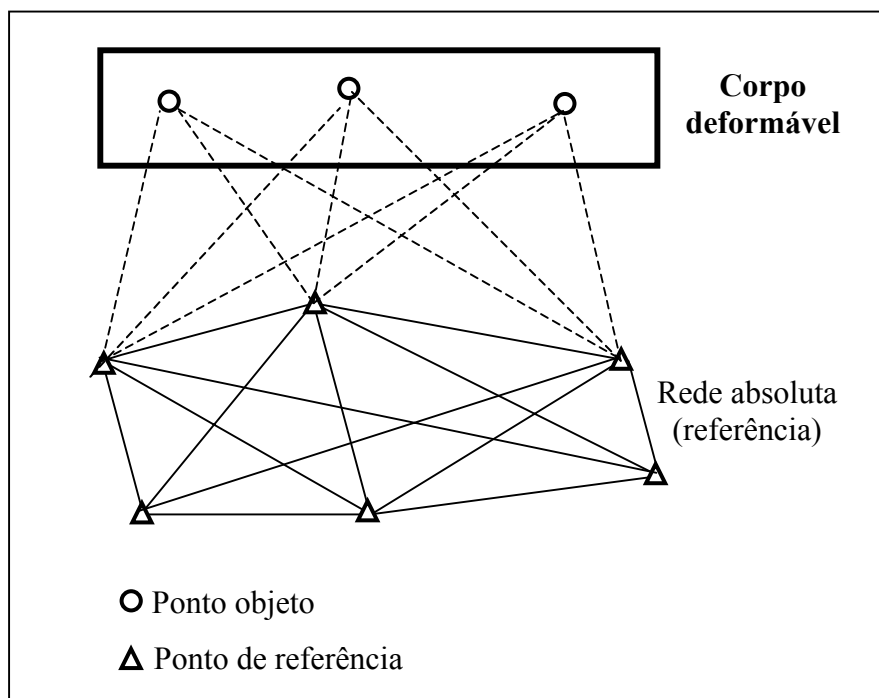 Corpo
deformável
Rede absoluta
(referência)
Ponto objeto
Ponto de referência